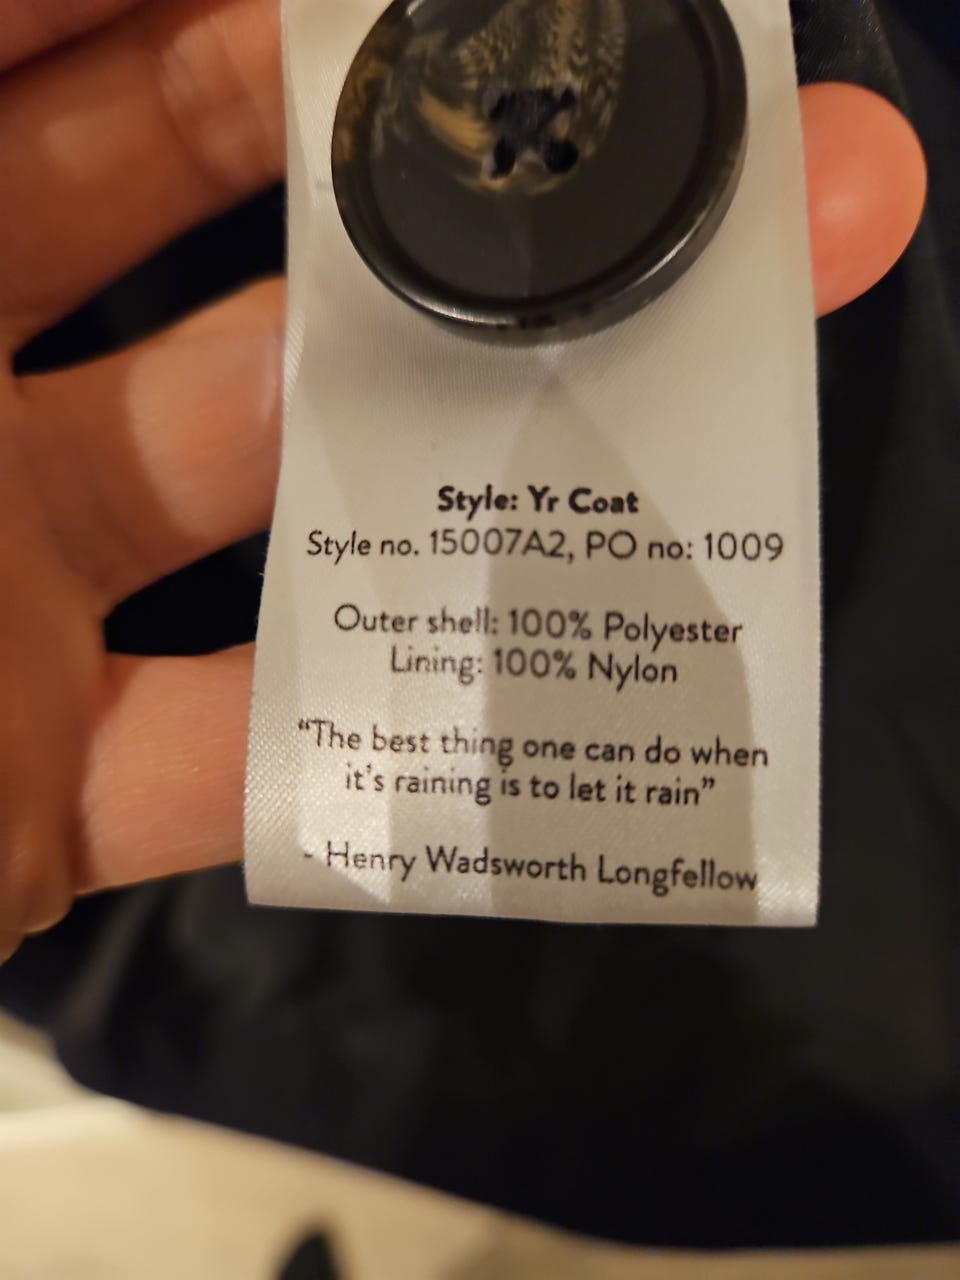 Style: Yr Coat
Style no. 15007A2, PO no: 1009
Outer shell: 100% Polyester
Lining: 100% Nylon
“The best thing one can do when
it’s raining is to let it rain”
- Henry Wadsworth Longfellow